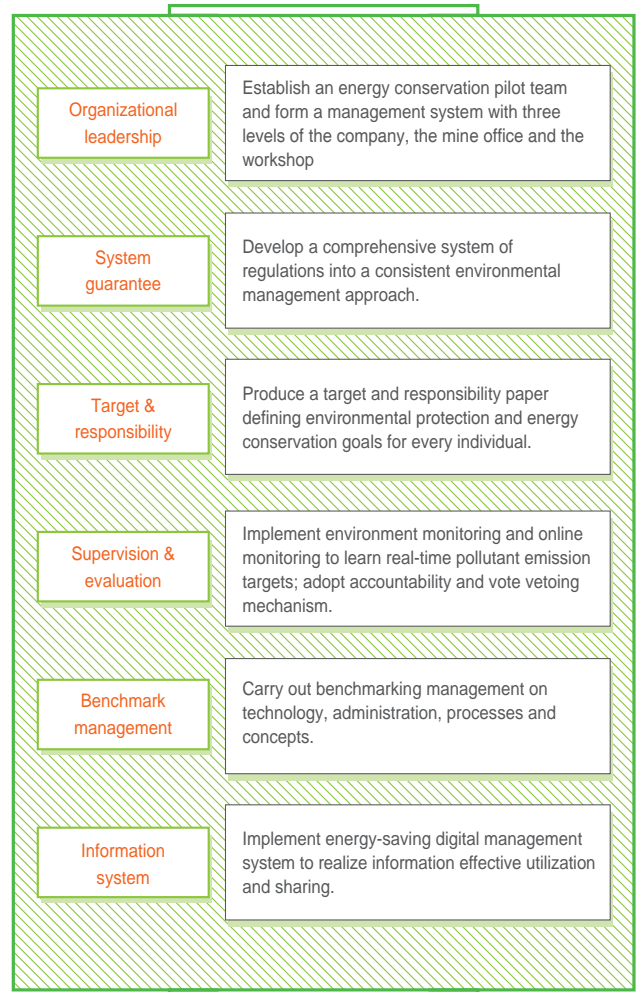 Organizational
leadership
Establish an energy conservation pilot team
and form a management system with three
levels of the company, the mine office and the
workshop
System
guarantee
Develop a comprehensive system of
regulations into a consistent environmental
management approach.
Target &
responsibility
Produce a target and responsibility paper
defining environmental protection and energy
conservation goals for every individual.
Supervision &
evaluation
Implement environment monitoring and online
monitoring to learn real-time pollutant emission
targets; adopt accountability and vote vetoing
mechanism.
Benchmark
management
Carry out benchmarking management on
technology, administration, processes and
concepts.
Information
system
Implement energy-saving digital management
system to realize information effective utilization
and sharing.